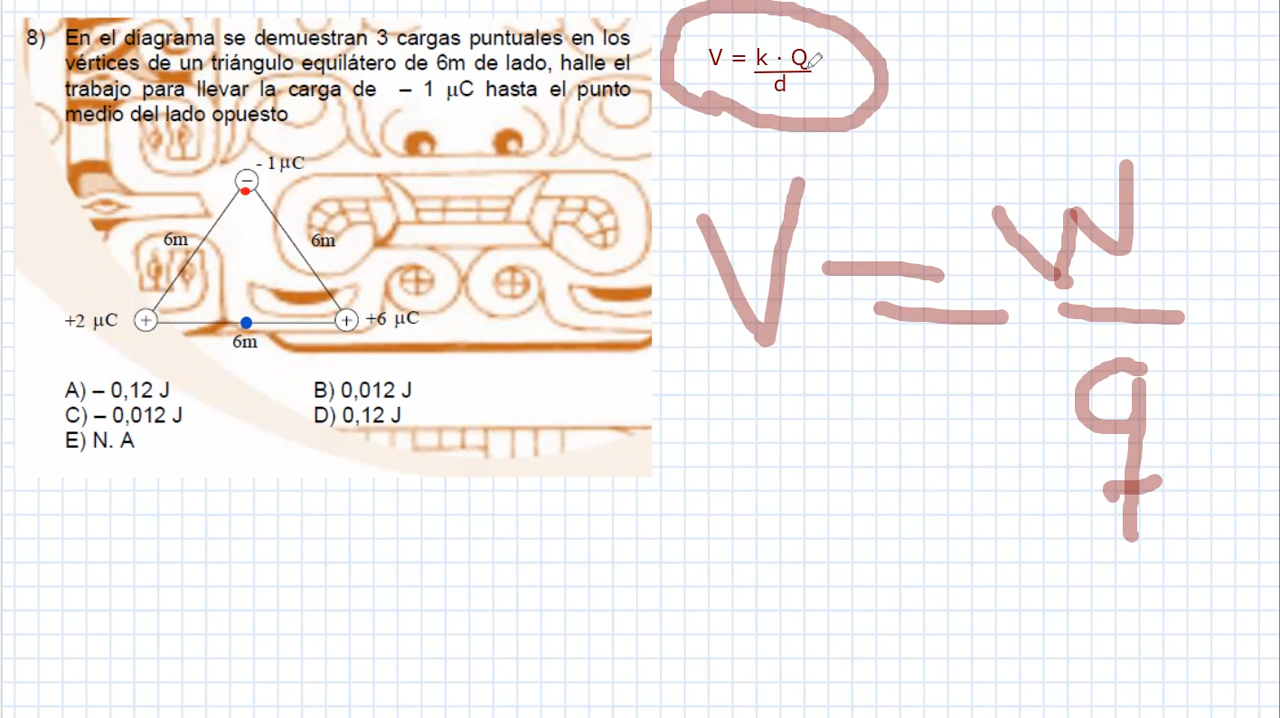 8) En el diagrama se demuestran 3 cargas puntuales en los
vértices de un triángulo equilátero de 6m de lado, halle el
trabajo para llevar la carga de – 1 μC hasta el punto
medio del lado opuesto
- 1 μC
−
6m
6m
+2 μC
+
+
+6 μC
6m
A) – 0,12 J
B) 0,012 J
C) – 0,012 J
D) 0,12 J
E) N. A
V = k · Q
d
V = W
q